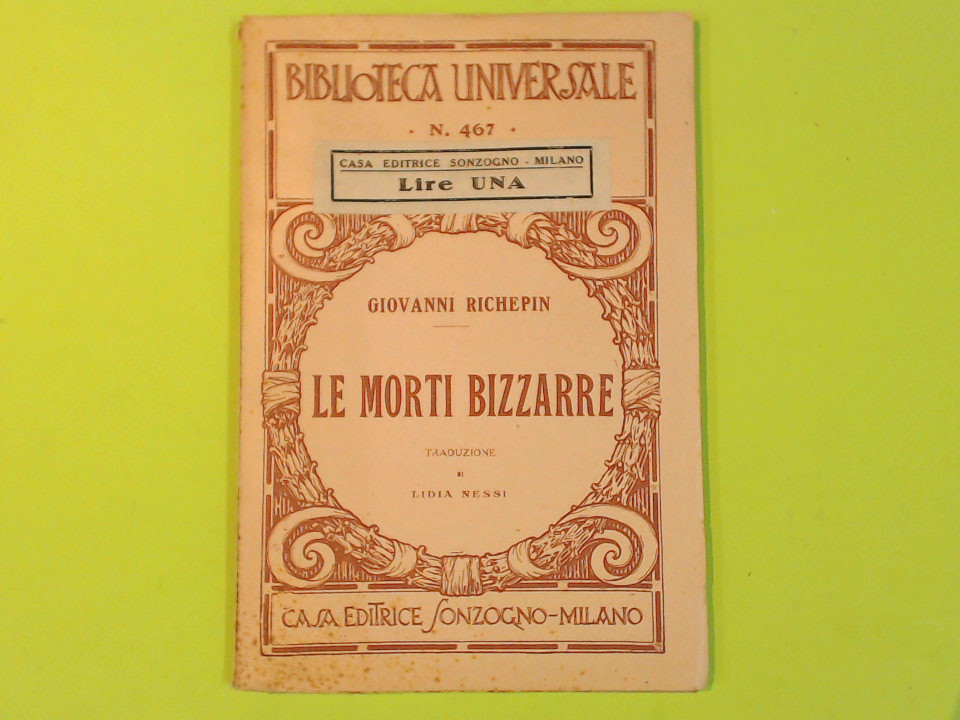 BIBLIOTECA UNIVERSALE
· N. 467 ·
CASA EDITRICE SONZOGNO - MILANO
Lire UNA
GIOVANNI RICHEPIN
LE MORTI BIZZARRE
TRADUZIONE
DI
LIDIA NESSI
CASA EDITRICE SONZOGNO-MILANO